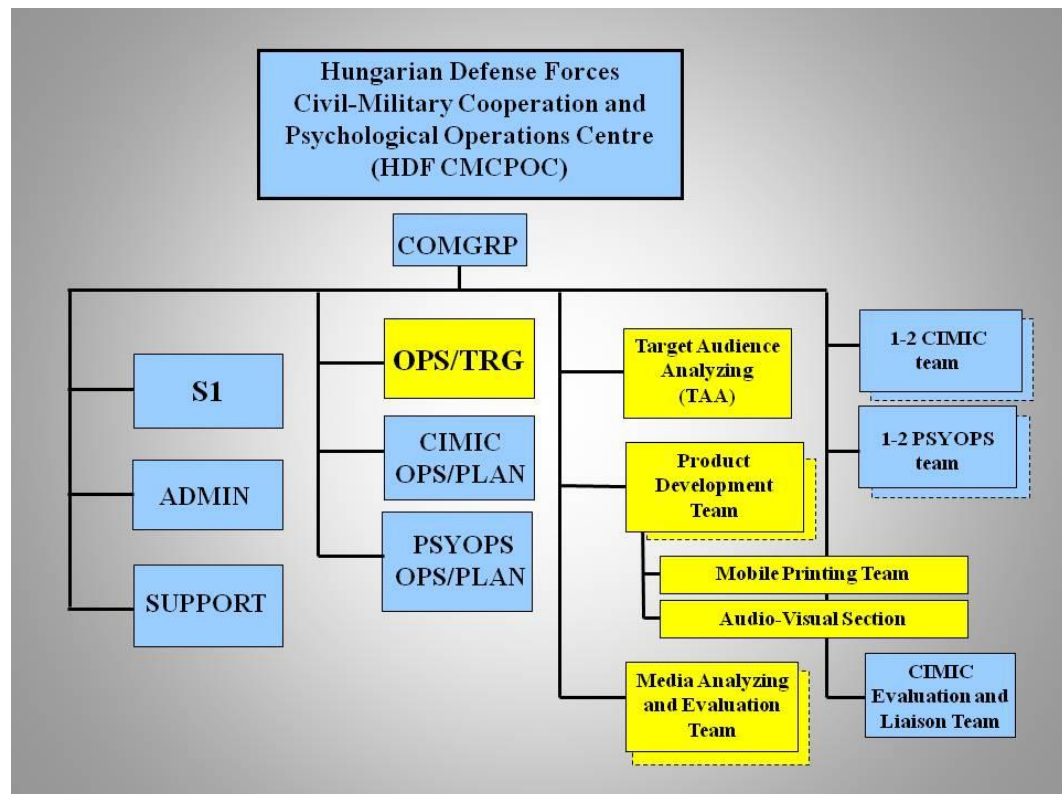 Hungarian Defense Forces
Civil-Military Cooperation and
Psychological Operations Centre
(HDF CMCPOC)
COMGRP
S1
ADMIN
SUPPORT
OPS/TRG
CIMIC
OPS/PLAN
PSYOPS
OPS/PLAN
Target Audience
Analyzing
(TAA)
Product
Development
Team
Mobile Printing Team
Audio-Visual Section
Media Analyzing
and Evaluation
Team
1-2 CIMIC
team
1-2 PSYOPS
team
CIMIC
Evaluation and
Liaison Team